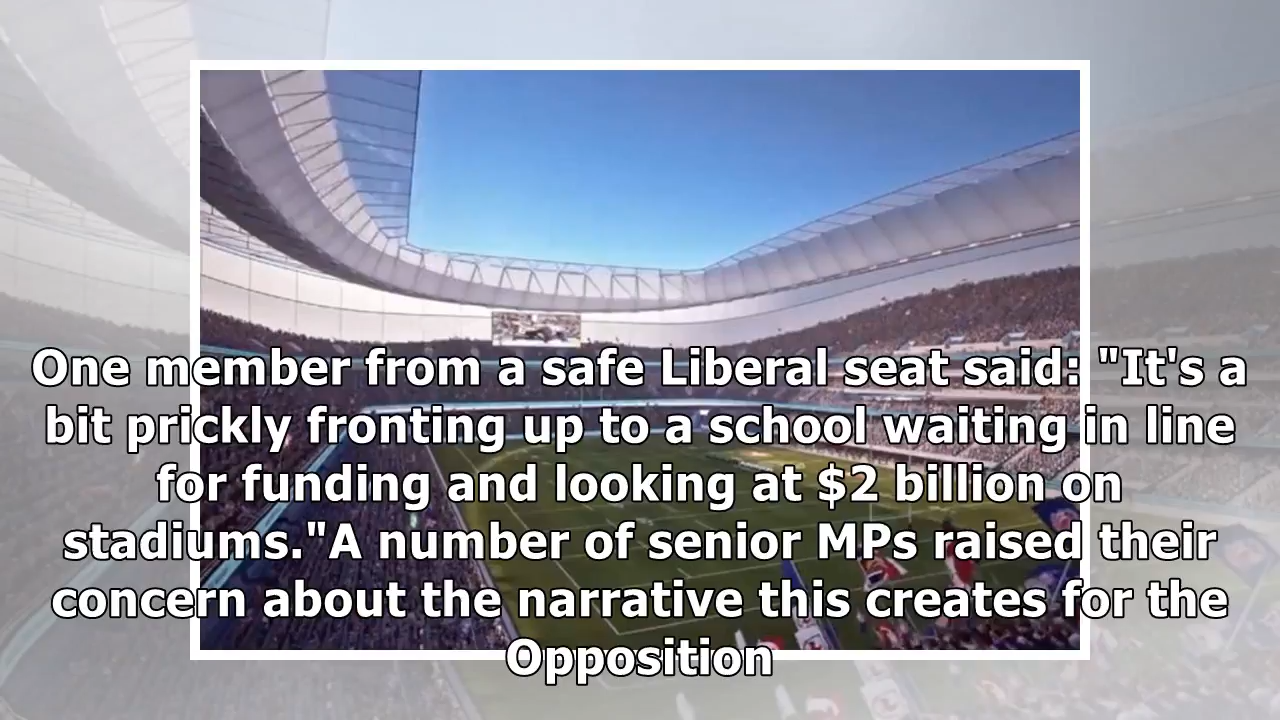 One member from a safe Liberal seat said: "It's a
bit prickly fronting up to a school waiting in line
for funding and looking at $2 billion on
stadiums."A number of senior MPs raised their
concern about the narrative this creates for the
Opposition